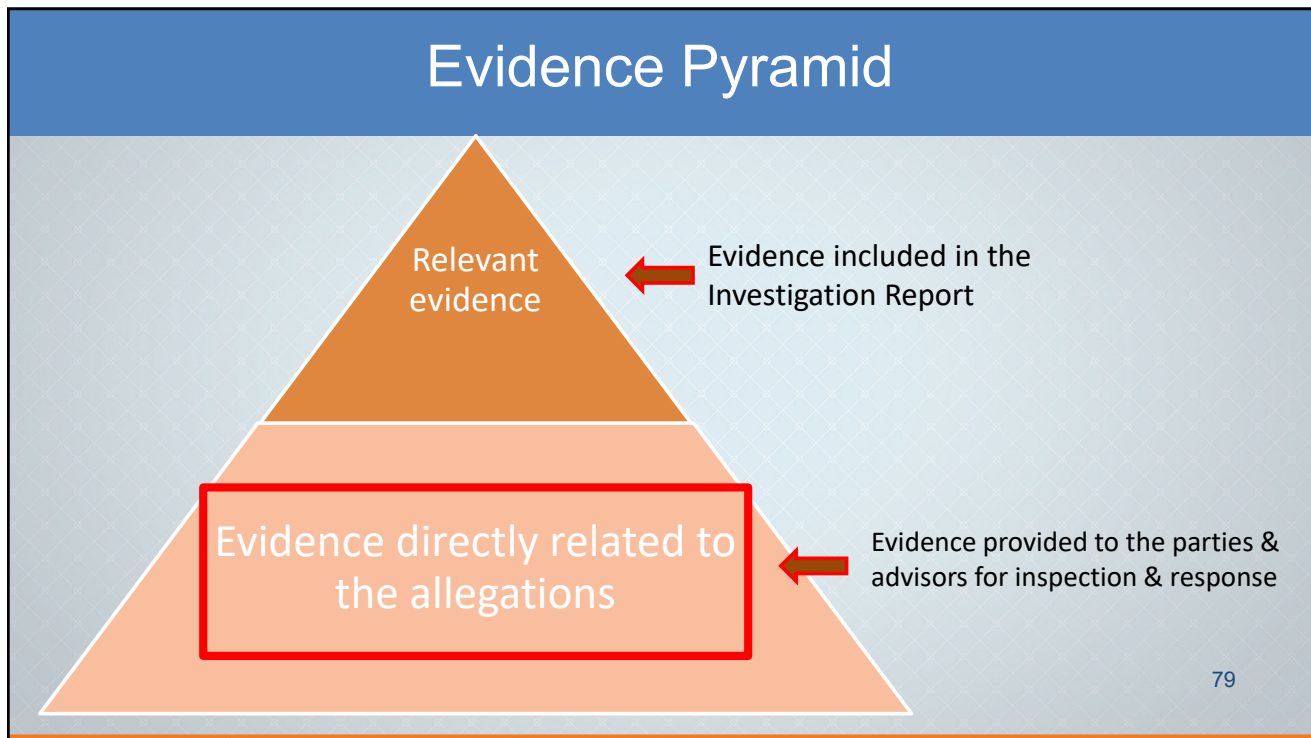 Evidence Pyramid
Relevant
evidence
Evidence included in the
Investigation Report
Evidence directly related to
the allegations
Evidence provided to the parties &
advisors for inspection & response
79